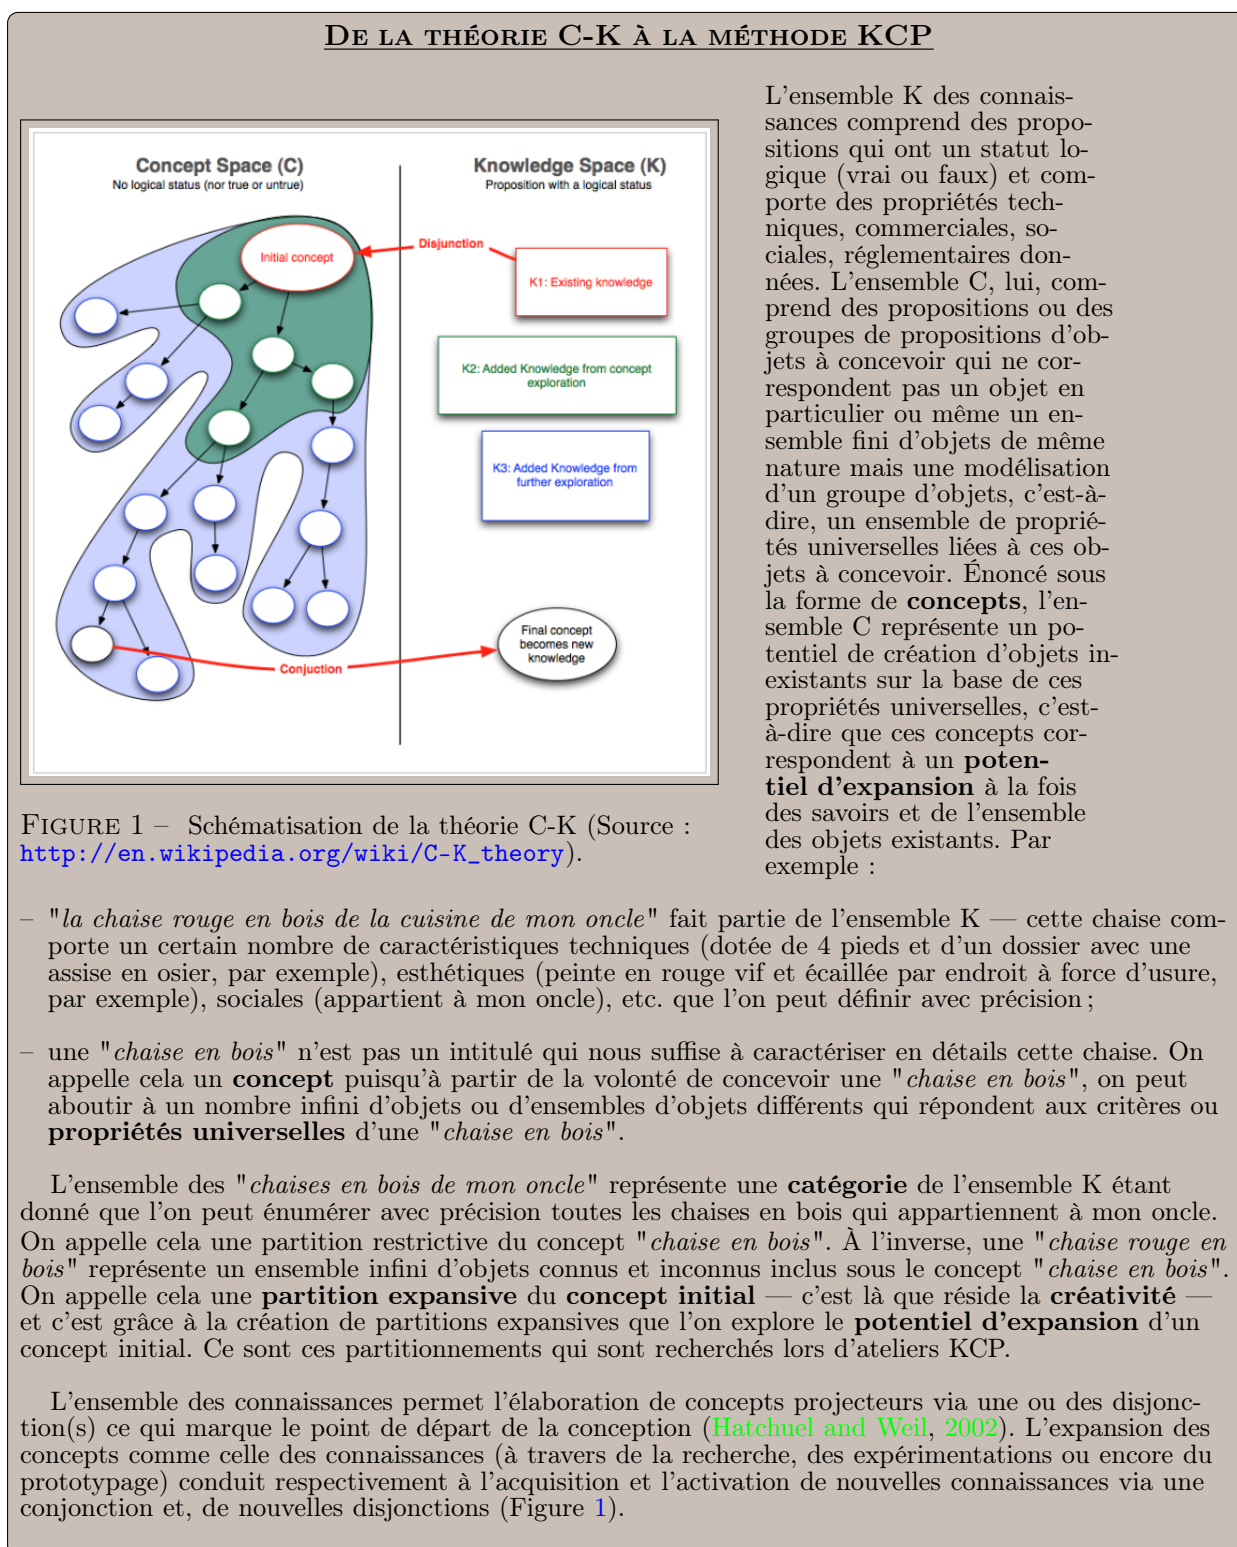 De la théorie C-K à la méthode KCP
Concept Space (C)
No logical status (nor true or untrue)
Knowledge Space (K)
Proposition with a logical status
Initial concept
Disjunction
K1: Existing knowledge
K2: Added Knowledge from concept
exploration
K3: Added Knowledge from
further exploration
Final concept
becomes new
knowledge
Conjuction
Figure 1 – Schématisation de la théorie C-K (Source :
http://en.wikipedia.org/wiki/C-K_theory).
L'ensemble K des connais-
sances comprend des propo-
sitions qui ont un statut lo-
gique (vrai ou faux) et com-
porte des propriétés tech-
niques, commerciales, so-
ciales, réglementaires don-
nées. L'ensemble C, lui, com-
prend des propositions ou des
groupes de propositions d'ob-
jets à concevoir qui ne cor-
respondent pas un objet en
particulier ou même un en-
semble fini d'objets de même
nature mais une modélisation
d'un groupe d'objets, c'est-à-
dire, un ensemble de proprié-
tés universelles liées à ces ob-
jets à concevoir. Énoncé sous
la forme de concepts, l'en-
semble C représente un po-
tentiel de création d'objets in-
existants sur la base de ces
propriétés universelles, c'est-
à-dire que ces concepts cor-
respondent à un poten-
tiel d'expansion à la fois
des savoirs et de l'ensemble
des objets existants. Par
exemple :
– "la chaise rouge en bois de la cuisine de mon oncle" fait partie de l'ensemble K — cette chaise com-
porte un certain nombre de caractéristiques techniques (dotée de 4 pieds et d'un dossier avec une
assise en osier, par exemple), esthétiques (peinte en rouge vif et écaillée par endroit à force d'usure,
par exemple), sociales (appartient à mon oncle), etc. que l'on peut définir avec précision ;
– une "chaise en bois" n'est pas un intitulé qui nous suffise à caractériser en détails cette chaise. On
appelle cela un concept puisqu'à partir de la volonté de concevoir une "chaise en bois", on peut
aboutir à un nombre infini d'objets ou d'ensembles d'objets différents qui répondent aux critères ou
propriétés universelles d'une "chaise en bois".
L'ensemble des "chaises en bois de mon oncle" représente une catégorie de l'ensemble K étant
donné que l'on peut énumérer avec précision toutes les chaises en bois qui appartiennent à mon oncle.
On appelle cela une partition restrictive du concept "chaise en bois". À l'inverse, une "chaise rouge en
bois" représente un ensemble infini d'objets connus et inconnus inclus sous le concept "chaise en bois".
On appelle cela une partition expansive du concept initial — c'est là que réside la créativité —
et c'est grâce à la création de partitions expansives que l'on explore le potentiel d'expansion d'un
concept initial. Ce sont ces partitionnements qui sont recherchés lors d'ateliers KCP.
L'ensemble des connaissances permet l'élaboration de concepts projecteurs via une ou des disjonc-
tion(s) ce qui marque le point de départ de la conception (Hatchuel and Weil, 2002). L'expansion des
concepts comme celle des connaissances (à travers de la recherche, des expérimentations ou encore du
prototypage) conduit respectivement à l'acquisition et l'activation de nouvelles connaissances via une
conjonction et, de nouvelles disjonctions (Figure 1).